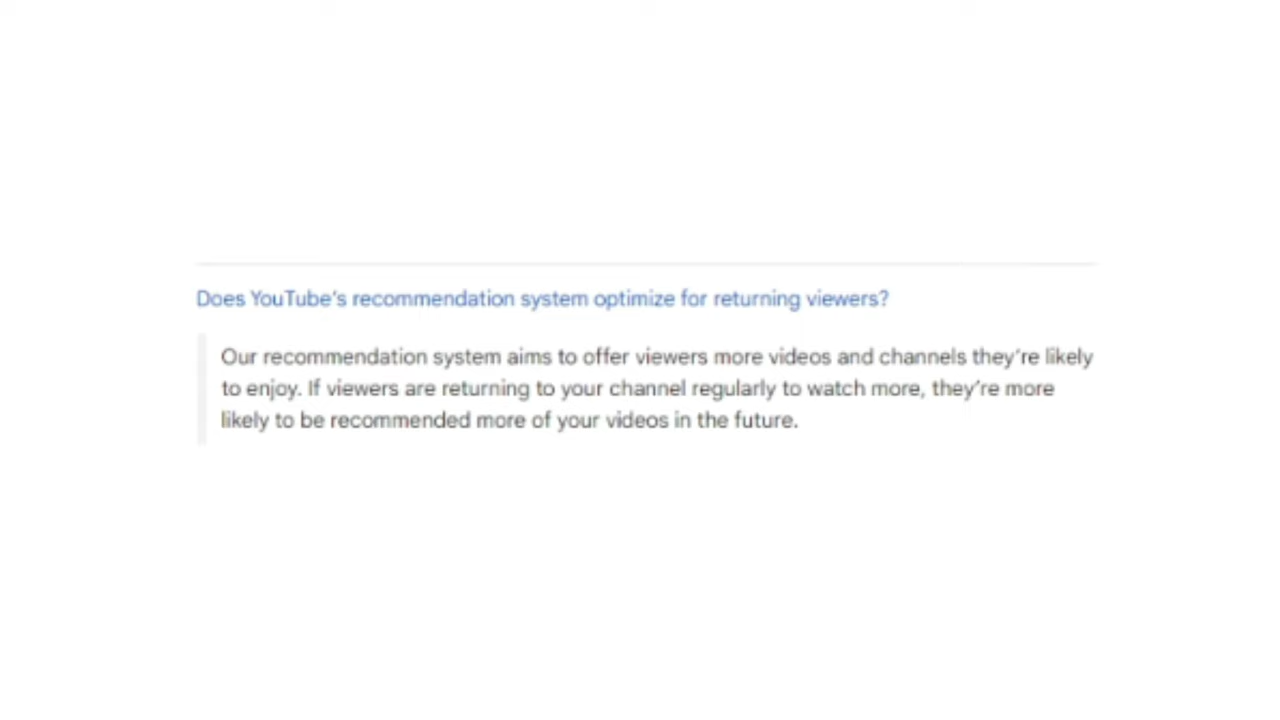 Does YouTube's recommendation system optimize for returning viewers?
Our recommendation system aims to offer viewers more videos and channels they're likely
to enjoy. If viewers are returning to your channel regularly to watch more, they're more
likely to be recommended more of your videos in the future.